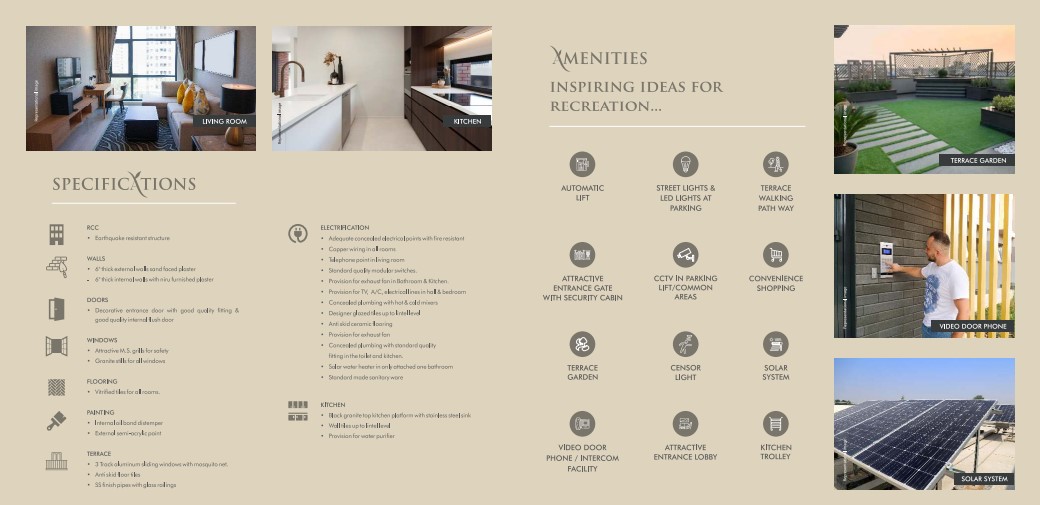 LIVING ROOM
KITCHEN
SPECIFICATIONS
RCC
• Earthquake resistant structure
WALLS
• 6" thick external walls sand faced plaster
• 6" thick internal walls with niru furnished plaster
DOORS
• Decorative entrance door with good quality fitting &
good quality internal flush door.
WINDOWS
• Attractive M.S. grills for safety
• Granite sills for all windows
FLOORING
• Vitrified tiles for all rooms.
PAINTING
• Internal oil bond distemper
• External semi-acrylic paint
TERRACE
• 3 Track aluminum sliding windows with mosquito net.
• Anti skid floor tiles
• SS finish pipes with glass railings
ELECTRIFICATION
• Adequate concealed electrical points with fire resistant
• Copper wiring in all rooms
• Telephone point in living room
• Standard quality modular switches.
• Provision for exhaust fan in Bathroom & Kitchen.
• Provision for TV, A/C, electrical lines in hall & bedroom
• Concealed plumbing with hot & cold mixers
• Designer glazed tiles up to lintel level
• Anti skid ceramic flooring
• Provision for exhaust fan
• Concealed plumbing with standard quality
fitting in the toilet and kitchen.
• Solar water heater in only attached one bathroom
• Standard made sanitary ware
KITCHEN
• Black granite top kitchen platform with stainless steel sink
• Wall tiles up to lintel level
• Provision for water purifier
AMENITIES
INSPIRING IDEAS FOR
RECREATION...
AUTOMATIC
LIFT
STREET LIGHTS &
LED LIGHTS AT
PARKING
TERRACE
WALKING
PATH WAY
ATTRACTIVE
ENTRANCE GATE
WITH SECURITY CABIN
CCTV IN PARKING
LIFT/COMMON
AREAS
CONVENIENCE
SHOPPING
TERRACE
GARDEN
CENSOR
LIGHT
SOLAR
SYSTEM
VIDEO DOOR
PHONE / INTERCOM
FACILITY
ATTRACTIVE
ENTRANCE LOBBY
KITCHEN
TROLLEY
TERRACE GARDEN
VIDEO DOOR PHONE
SOLAR SYSTEM